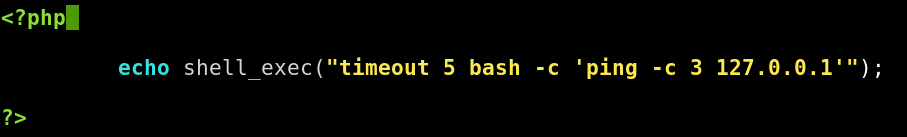 <?php
echo shell_exec("timeout 5 bash -c 'ping -c 3 127.0.0.1'");
?>